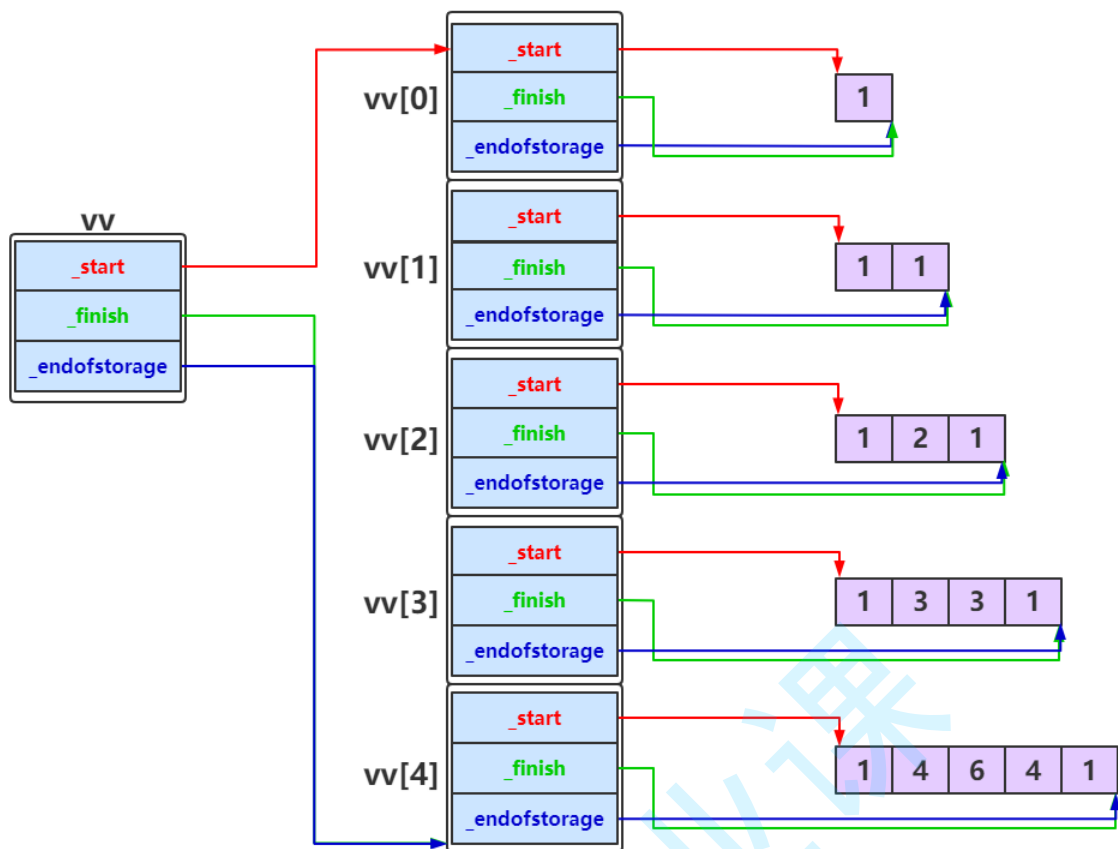 vv
_start
_finish
_endofstorage
vv[0]
_start
_finish
_endofstorage
1
vv[1]
_start
_finish
_endofstorage
1 1
vv[2]
_start
_finish
_endofstorage
1 2 1
vv[3]
_start
_finish
_endofstorage
1 3 3 1
vv[4]
_start
_finish
_endofstorage
1 4 6 4 1
业课